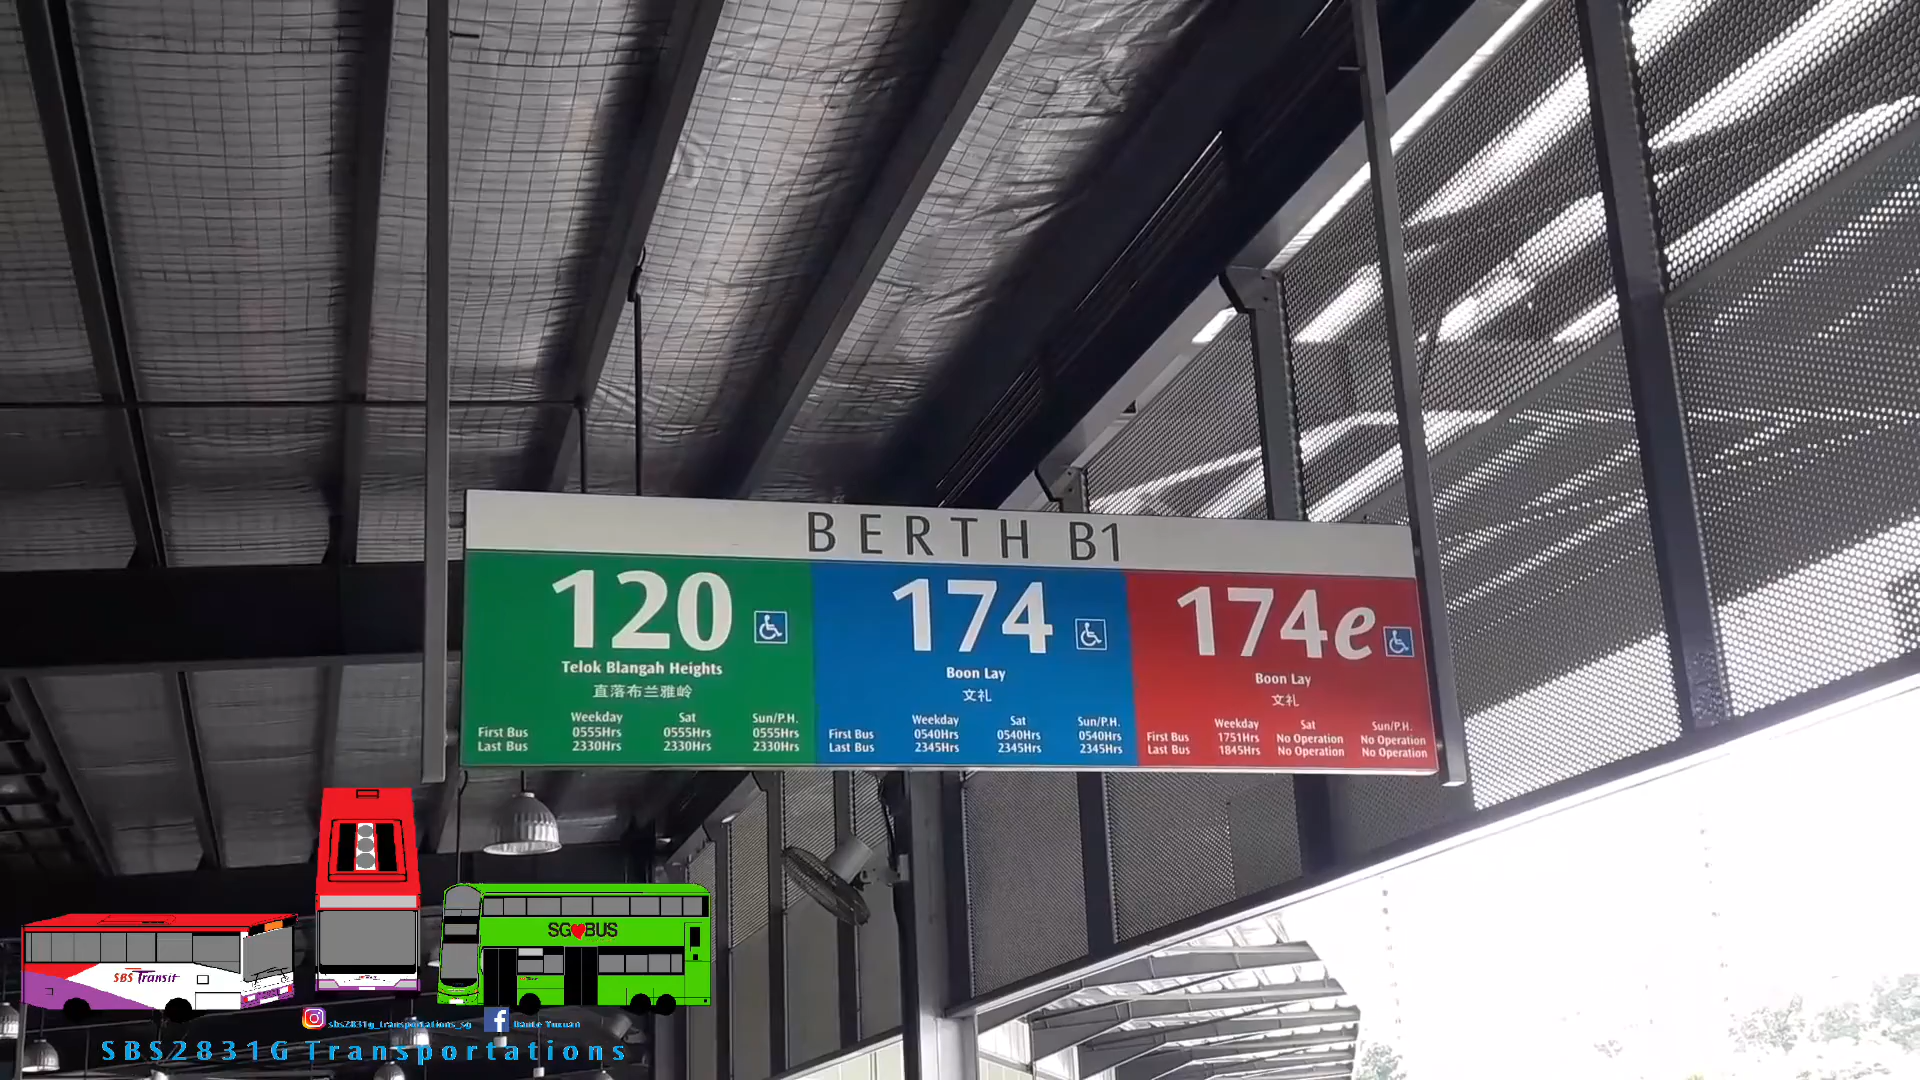 BERTH B1
120
Telok Blangah Heights
直落布兰雅岭
Weekday Sat Sun/P.H.
First Bus 0555Hrs 0555Hrs 0555Hrs
Last Bus 2330Hrs 2330Hrs 2330Hrs
174
Boon Lay
文礼
Weekday Sat Sun/P.H.
First Bus 0540Hrs 0540Hrs 0540Hrs
Last Bus 2345Hrs 2345Hrs 2345Hrs
174e
Boon Lay
文礼
Weekday Sat Sun/P.H.
First Bus 1751Hrs No Operation No Operation
Last Bus 1845Hrs No Operation No Operation
SBS Transit
SG BUS
sbs2831g_transportations_sg
Dante Yuxuan
SBS2831G Transportations